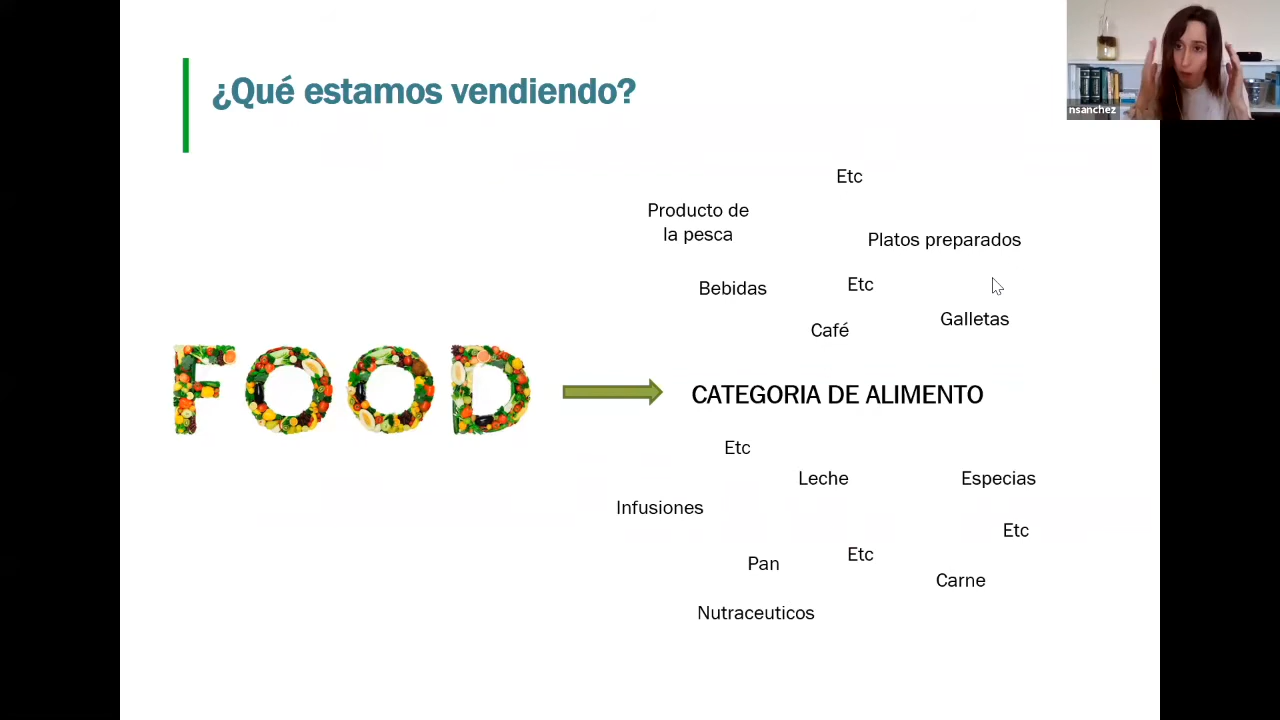 ¿Qué estamos vendiendo?
nsanchez
Etc
Producto de
la pesca
Platos preparados
Bebidas
Etc
Galletas
Café
FOOD
CATEGORIA DE ALIMENTO
Etc
Leche
Especias
Infusiones
Etc
Etc
Pan
Carne
Nutraceuticos